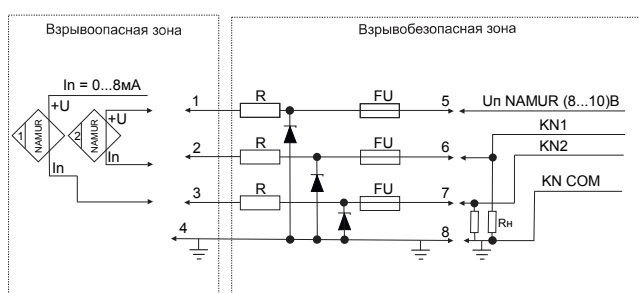 Взрывоопасная зона
Взрывобезопасная зона
In = 0...8мА
+U
+U
1
NAMUR
2
NAMUR
In
In
1
R
FU
5
Uп NAMUR (8...10)В
KN1
2
R
FU
6
KN2
3
R
FU
7
KN COM
Rн
4
8